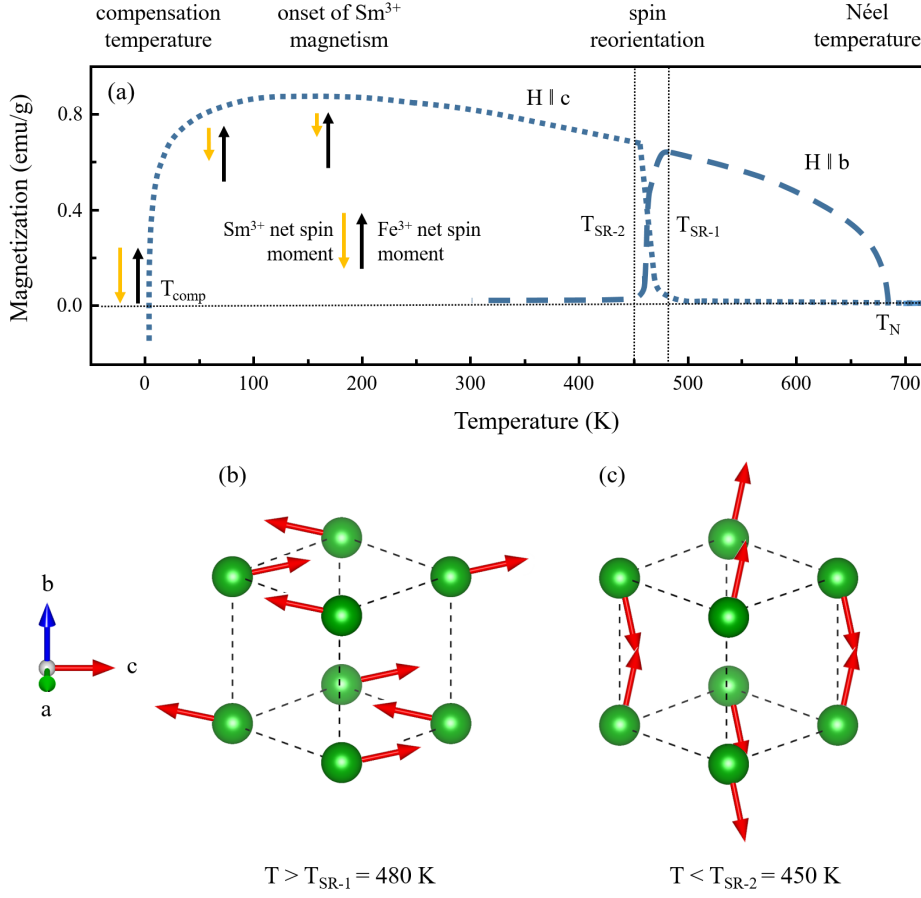 compensation
temperature
onset of Sm³⁺
magnetism
spin
reorientation
Néel
temperature
(a)
H ∥ c
H ∥ b
0.8
0.4
0.0
Magnetization (emu/g)
Sm³⁺ net spin
moment
Fe³⁺ net spin
moment
T_SR-2
T_SR-1
T_comp
T_N
0
100
200
300
400
500
600
700
Temperature (K)
(b)
(c)
b
c
a
T > T_SR-1 = 480 K
T < T_SR-2 = 450 K